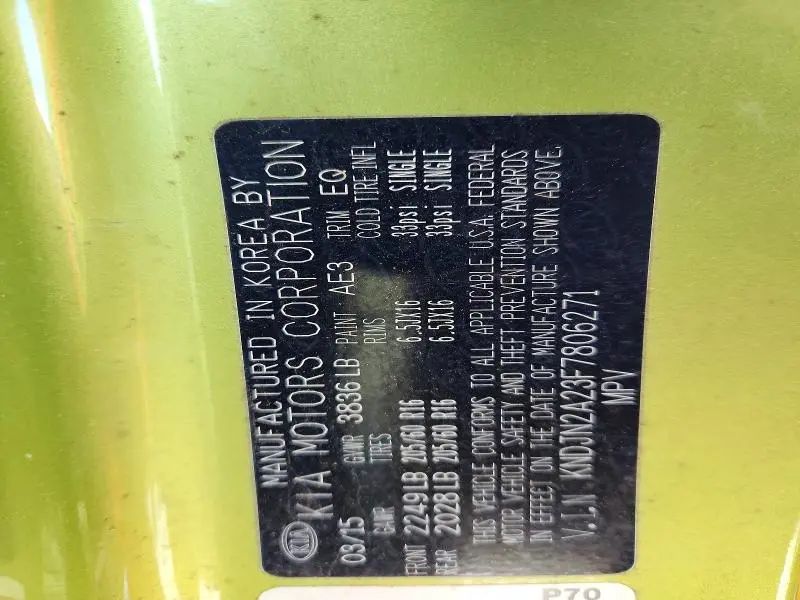 MANUFACTURED IN KOREA BY
KIA KIA MOTORS CORPORATION
03/15 GVWR 3836 LB PAINT AE3 TRIM EQ
GAWR TIRES RIMS COLD TIRE INFL
FRONT 2249 LB 205/60 R16 6.5JX16 33psi SINGLE
REAR 2028 LB 205/60 R16 6.5JX16 33psi SINGLE
THIS VEHICLE CONFORMS TO ALL APPLICABLE U.S.A. FEDERAL
MOTOR VEHICLE SAFETY AND THEFT PREVENTION STANDARDS
IN EFFECT ON THE DATE OF MANUFACTURE SHOWN ABOVE.
V.I.N KNDJN2A23F7806271
MPV
P70